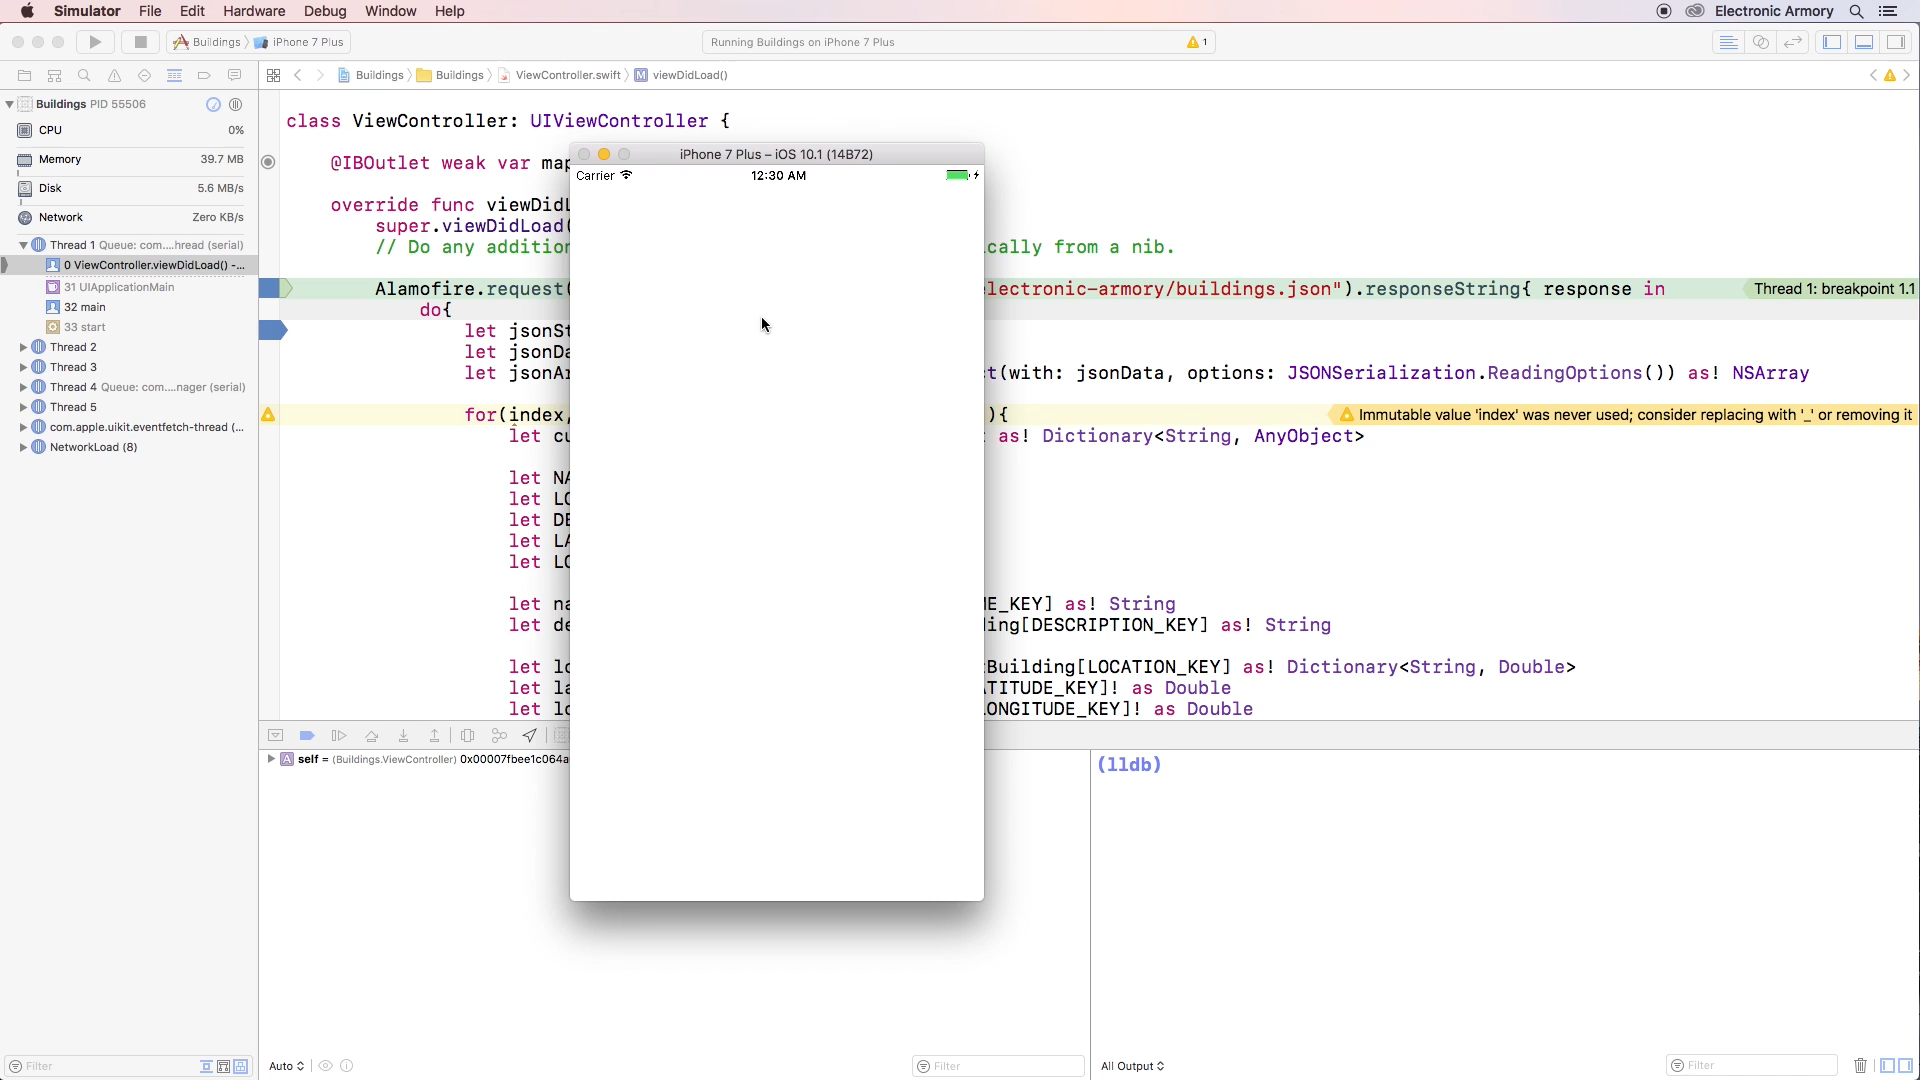 Simulator File Edit Hardware Debug Window Help Electronic Armory
Buildings iPhone 7 Plus Running Buildings on iPhone 7 Plus 1
Buildings Buildings ViewController.swift M viewDidLoad()
Buildings PID 55506
CPU 0%
Memory 39.7 MB
Disk 5.6 MB/s
Network Zero KB/s
Thread 1 Queue: com....hread (serial)
0 ViewController.viewDidLoad() -...
31 UIApplicationMain
32 main
33 start
Thread 2
Thread 3
Thread 4 Queue: com....nager (serial)
Thread 5
com.apple.uikit.eventfetch-thread (...
NetworkLoad (8)
Filter
class ViewController: UIViewController {
@IBOutlet weak var map
override func viewDidL
super.viewDidLoad(
// Do any addition
cally from a nib.
Alamofire.request(
lectronic-armory/buildings.json").responseString{ response in
Thread 1: breakpoint 1.1
do{
let jsonSt
let jsonDa
let jsonAr
t(with: jsonData, options: JSONSerialization.ReadingOptions()) as! NSArray
for(index,
){
Immutable value 'index' was never used; consider replacing with '_' or removing it
let cu
as! Dictionary<String, AnyObject>
let NA
let LO
let DE
let LA
let LO
let na
E_KEY] as! String
let de
ing[DESCRIPTION_KEY] as! String
let lo
Building[LOCATION_KEY] as! Dictionary<String, Double>
let la
TITUDE_KEY]! as Double
let lo
ONGITUDE_KEY]! as Double
iPhone 7 Plus – iOS 10.1 (14B72)
Carrier 12:30 AM
A self = (Buildings.ViewController) 0x00007fbee1c064a
(lldb)
Auto Filter
All Output Filter